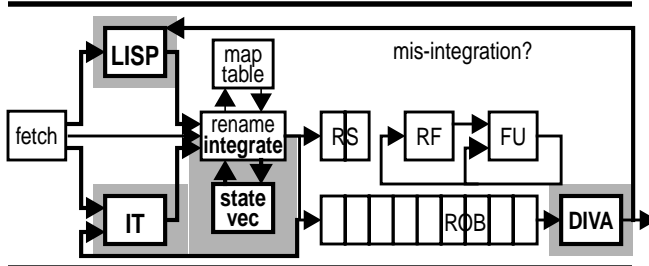 LISP
map
table
mis-integration?
fetch
rename
integrate
RS
RF
FU
IT
state
vec
ROB
DIVA